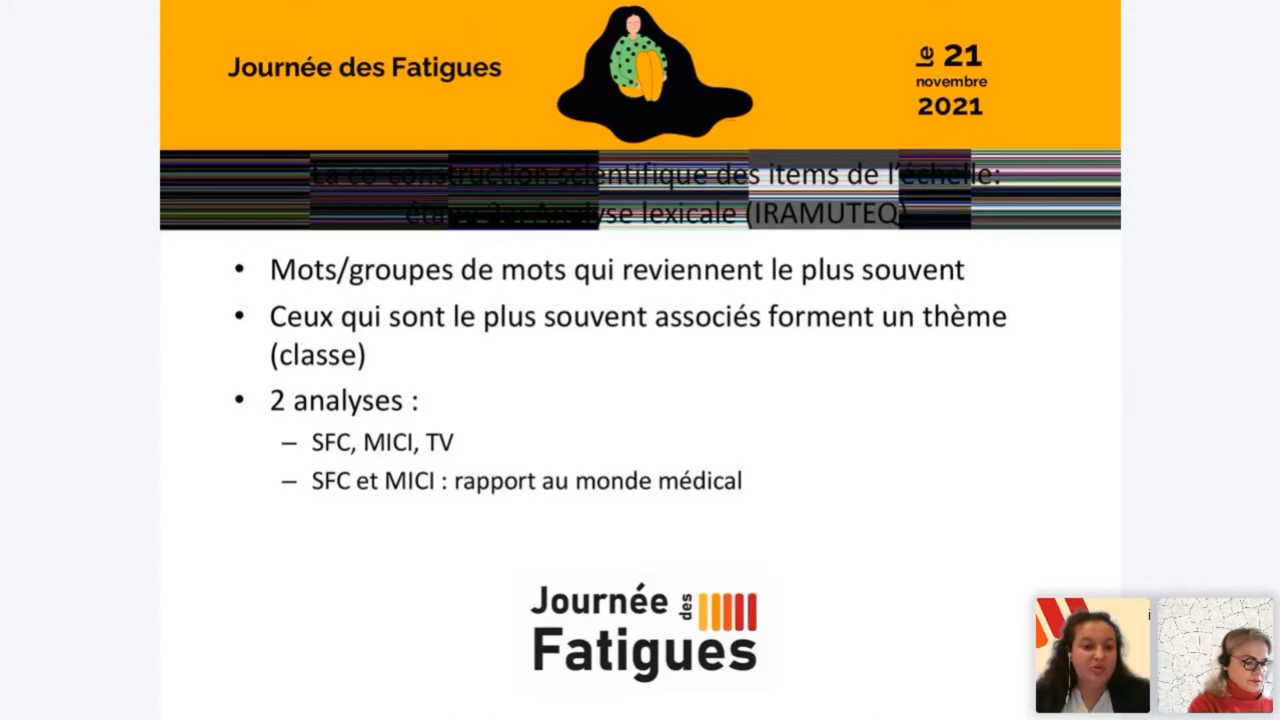 Journée des Fatigues
le 21
novembre
2021
La co-construction scientifique des items de l'échelle:
Analyse lexicale (IRAMUTEQ)
• Mots/groupes de mots qui reviennent le plus souvent
• Ceux qui sont le plus souvent associés forment un thème
(classe)
• 2 analyses :
– SFC, MICI, TV
– SFC et MICI : rapport au monde médical
Journée des
Fatigues